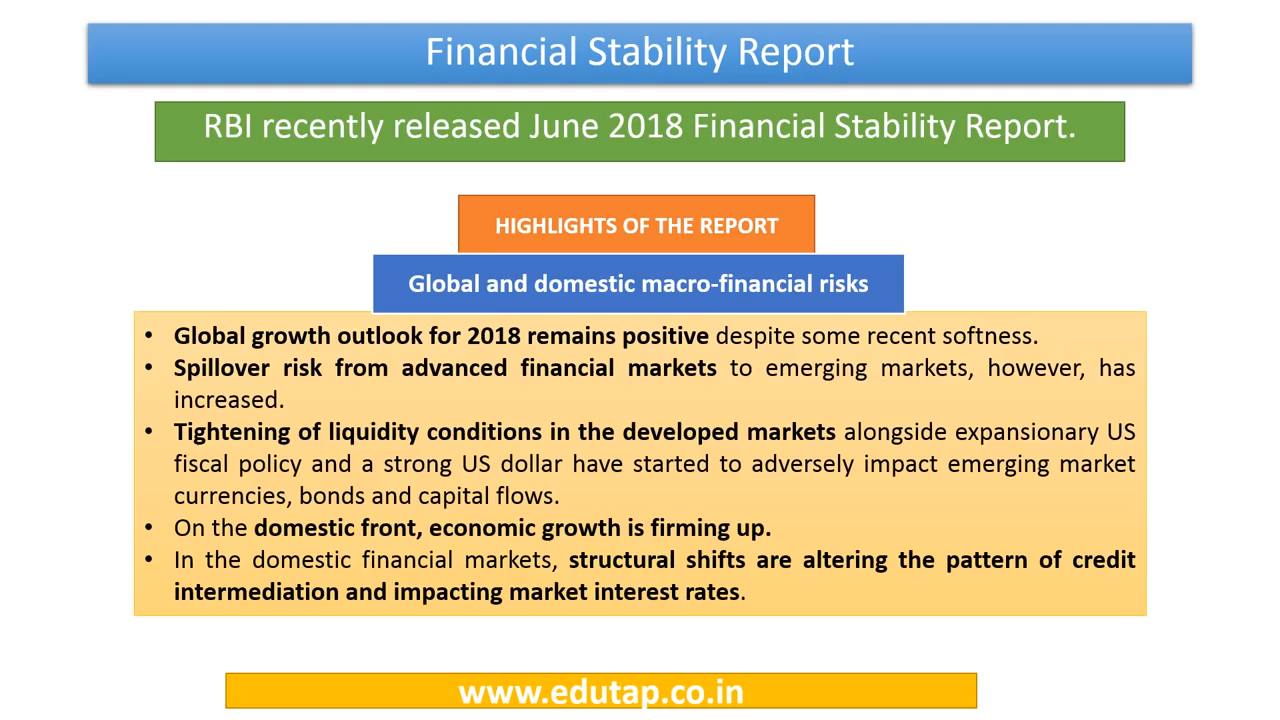 Financial Stability Report
RBI recently released June 2018 Financial Stability Report.
HIGHLIGHTS OF THE REPORT
Global and domestic macro-financial risks
• Global growth outlook for 2018 remains positive despite some recent softness.
• Spillover risk from advanced financial markets to emerging markets, however, has
increased.
• Tightening of liquidity conditions in the developed markets alongside expansionary US
fiscal policy and a strong US dollar have started to adversely impact emerging market
currencies, bonds and capital flows.
• On the domestic front, economic growth is firming up.
• In the domestic financial markets, structural shifts are altering the pattern of credit
intermediation and impacting market interest rates.
www.edutap.co.in